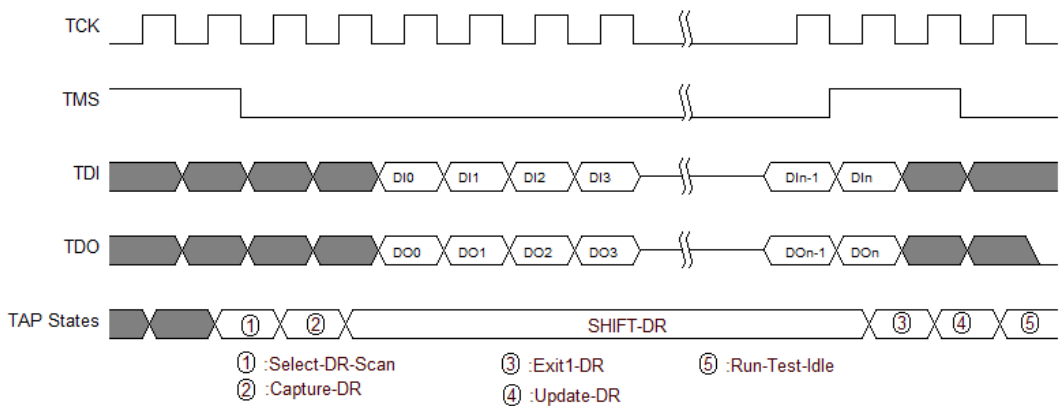 TCK
TMS
TDI DI0 DI1 DI2 DI3 DIn-1 DIn
TDO DO0 DO1 DO2 DO3 DOn-1 DOn
TAP States ① ② SHIFT-DR ③ ④ ⑤
① :Select-DR-Scan ③ :Exit1-DR ⑤ :Run-Test-Idle
② :Capture-DR ④ :Update-DR